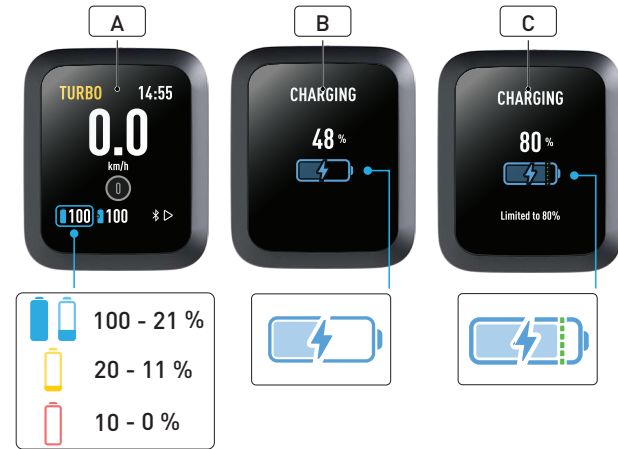 A
B
C
TURBO 14:55
0.0
km/h
0
100 100
CHARGING
48 %
CHARGING
80 %
Limited to 80%
100 - 21 %
20 - 11 %
10 - 0 %